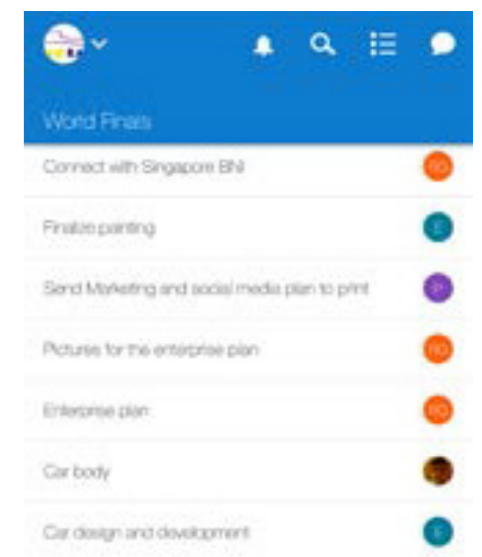 World Finals
Connect with Singapore BNI
Finalize painting
E
Send Marketing and social media plan to print
P
Pictures for the enterprise plan
Enterprise plan
Car body
Car design and development
E